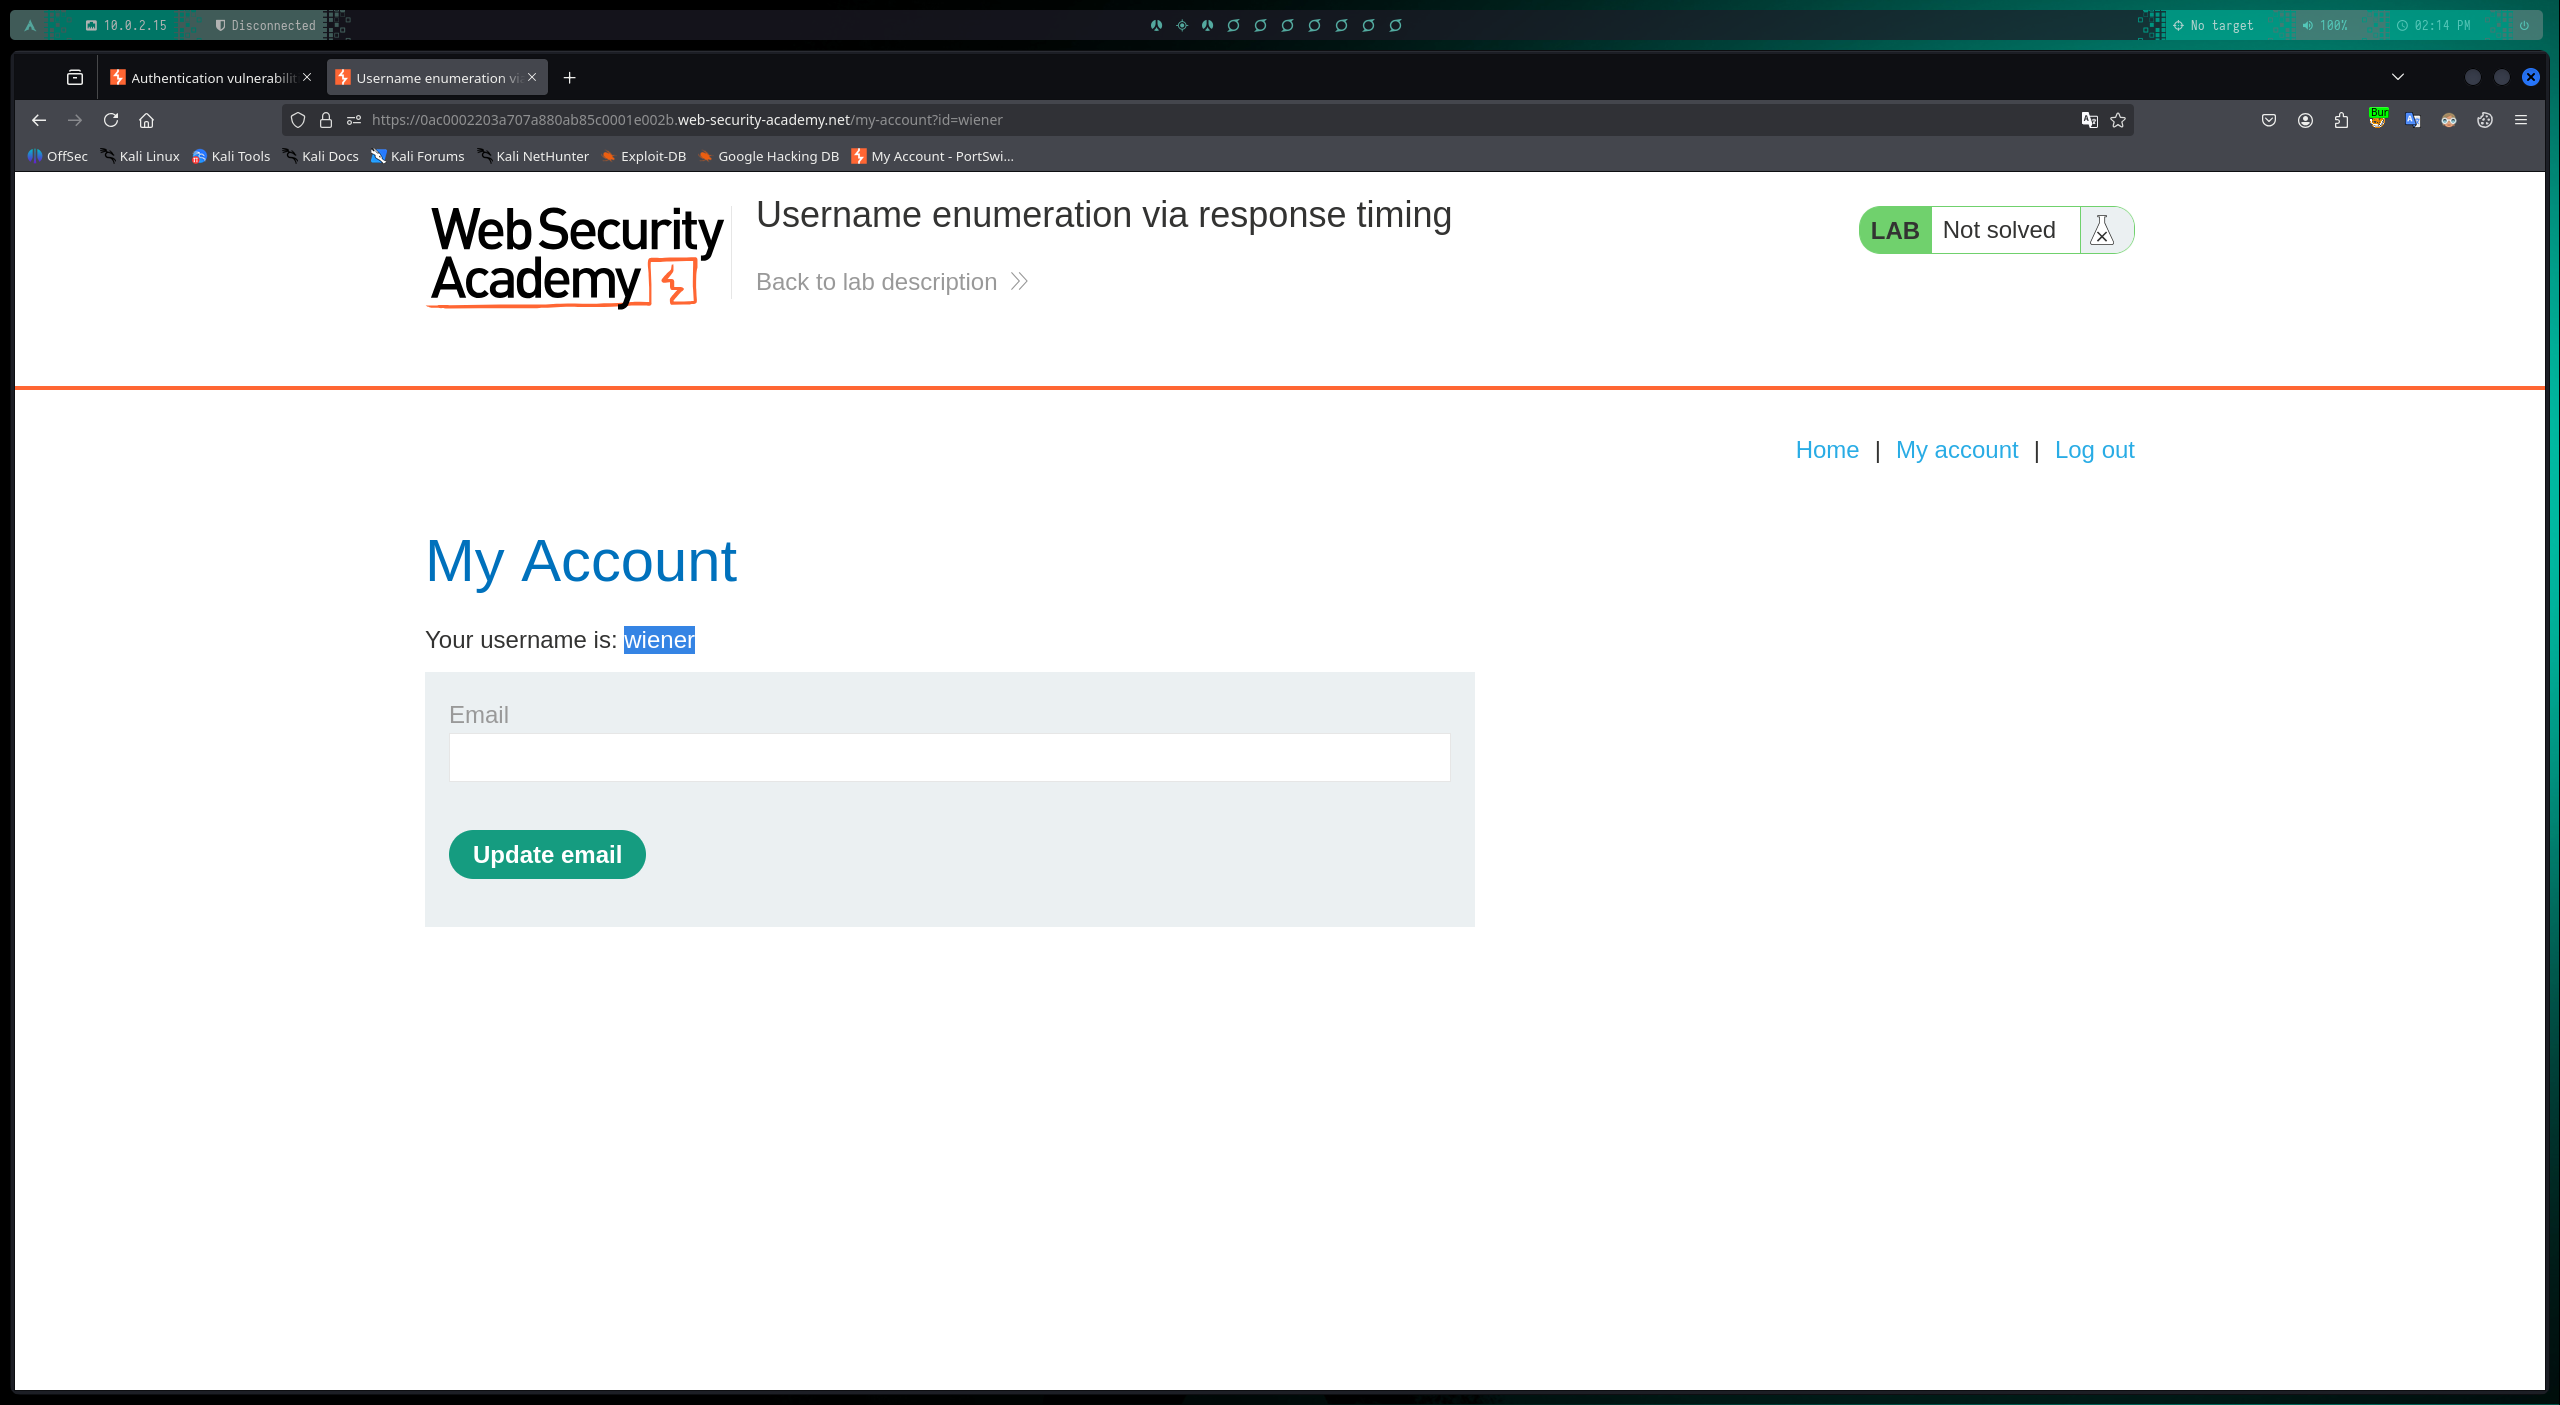 10.0.2.15 Disconnected No target 100% 02:14 PM
Authentication vulnerabilit Username enumeration via
https://0ac0002203a707a880ab85c0001e002b.web-security-academy.net/my-account?id=wiener Bur
OffSec Kali Linux Kali Tools Kali Docs Kali Forums Kali NetHunter Exploit-DB Google Hacking DB My Account - PortSwi...
Web Security
Academy
Username enumeration via response timing
Back to lab description
LAB Not solved
Home | My account | Log out
My Account
Your username is: wiener
Email
Update email